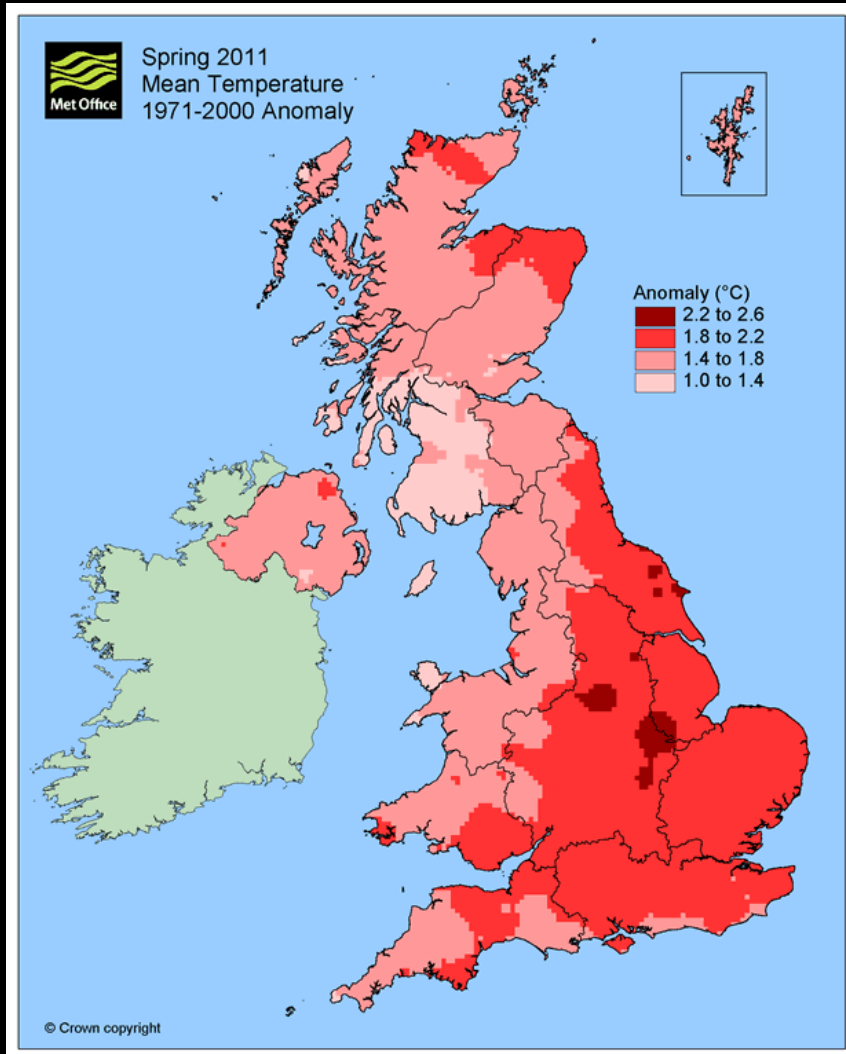 Met Office
Spring 2011
Mean Temperature
1971-2000 Anomaly
Anomaly (°C)
2.2 to 2.6
1.8 to 2.2
1.4 to 1.8
1.0 to 1.4
© Crown copyright